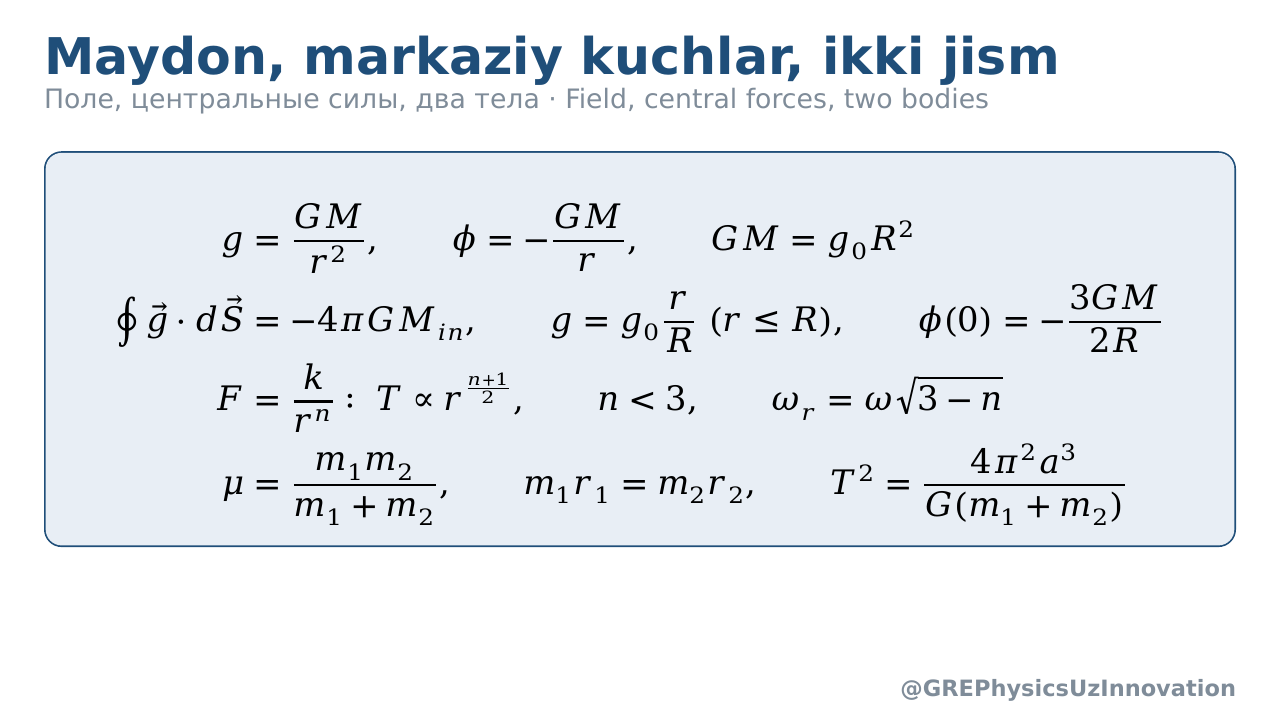 Maydon, markaziy kuchlar, ikki jism
Поле, центральные силы, два тела · Field, central forces, two bodies
g = GM/r², ϕ = −GM/r, GM = g₀R²
∮ g⃗ · dS⃗ = −4πGM_in, g = g₀ r/R (r ≤ R), ϕ(0) = −3GM/2R
F = k/rⁿ : T ∝ r^((n+1)/2), n < 3, ω_r = ω√(3 − n)
μ = m₁m₂/(m₁ + m₂), m₁r₁ = m₂r₂, T² = 4π²a³/G(m₁ + m₂)
@GREPhysicsUzInnovation